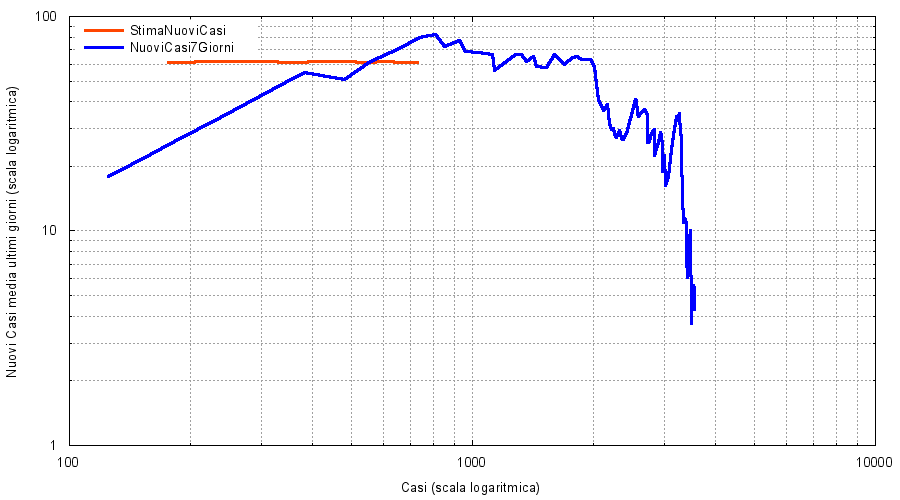 100
StimaNuoviCasi
NuoviCasi7Giorni
10
1
Nuovi Casi media ultimi giorni (scala logaritmica)
100
1000
10000
Casi (scala logaritmica)